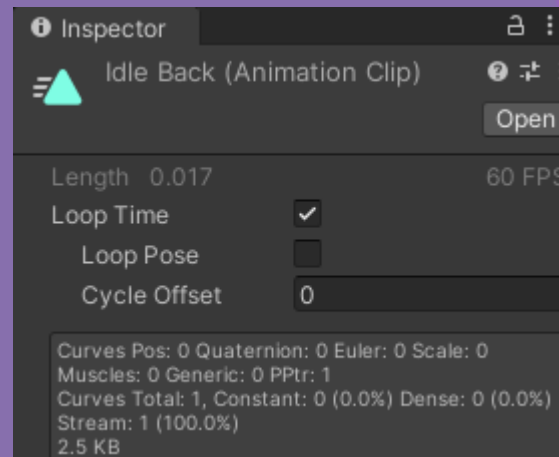 Inspector
Idle Back (Animation Clip)
Open
Length 0.017 60 FPS
Loop Time
Loop Pose
Cycle Offset 0
Curves Pos: 0 Quaternion: 0 Euler: 0 Scale: 0
Muscles: 0 Generic: 0 PPtr: 1
Curves Total: 1, Constant: 0 (0.0%) Dense: 0 (0.0%)
Stream: 1 (100.0%)
2.5 KB